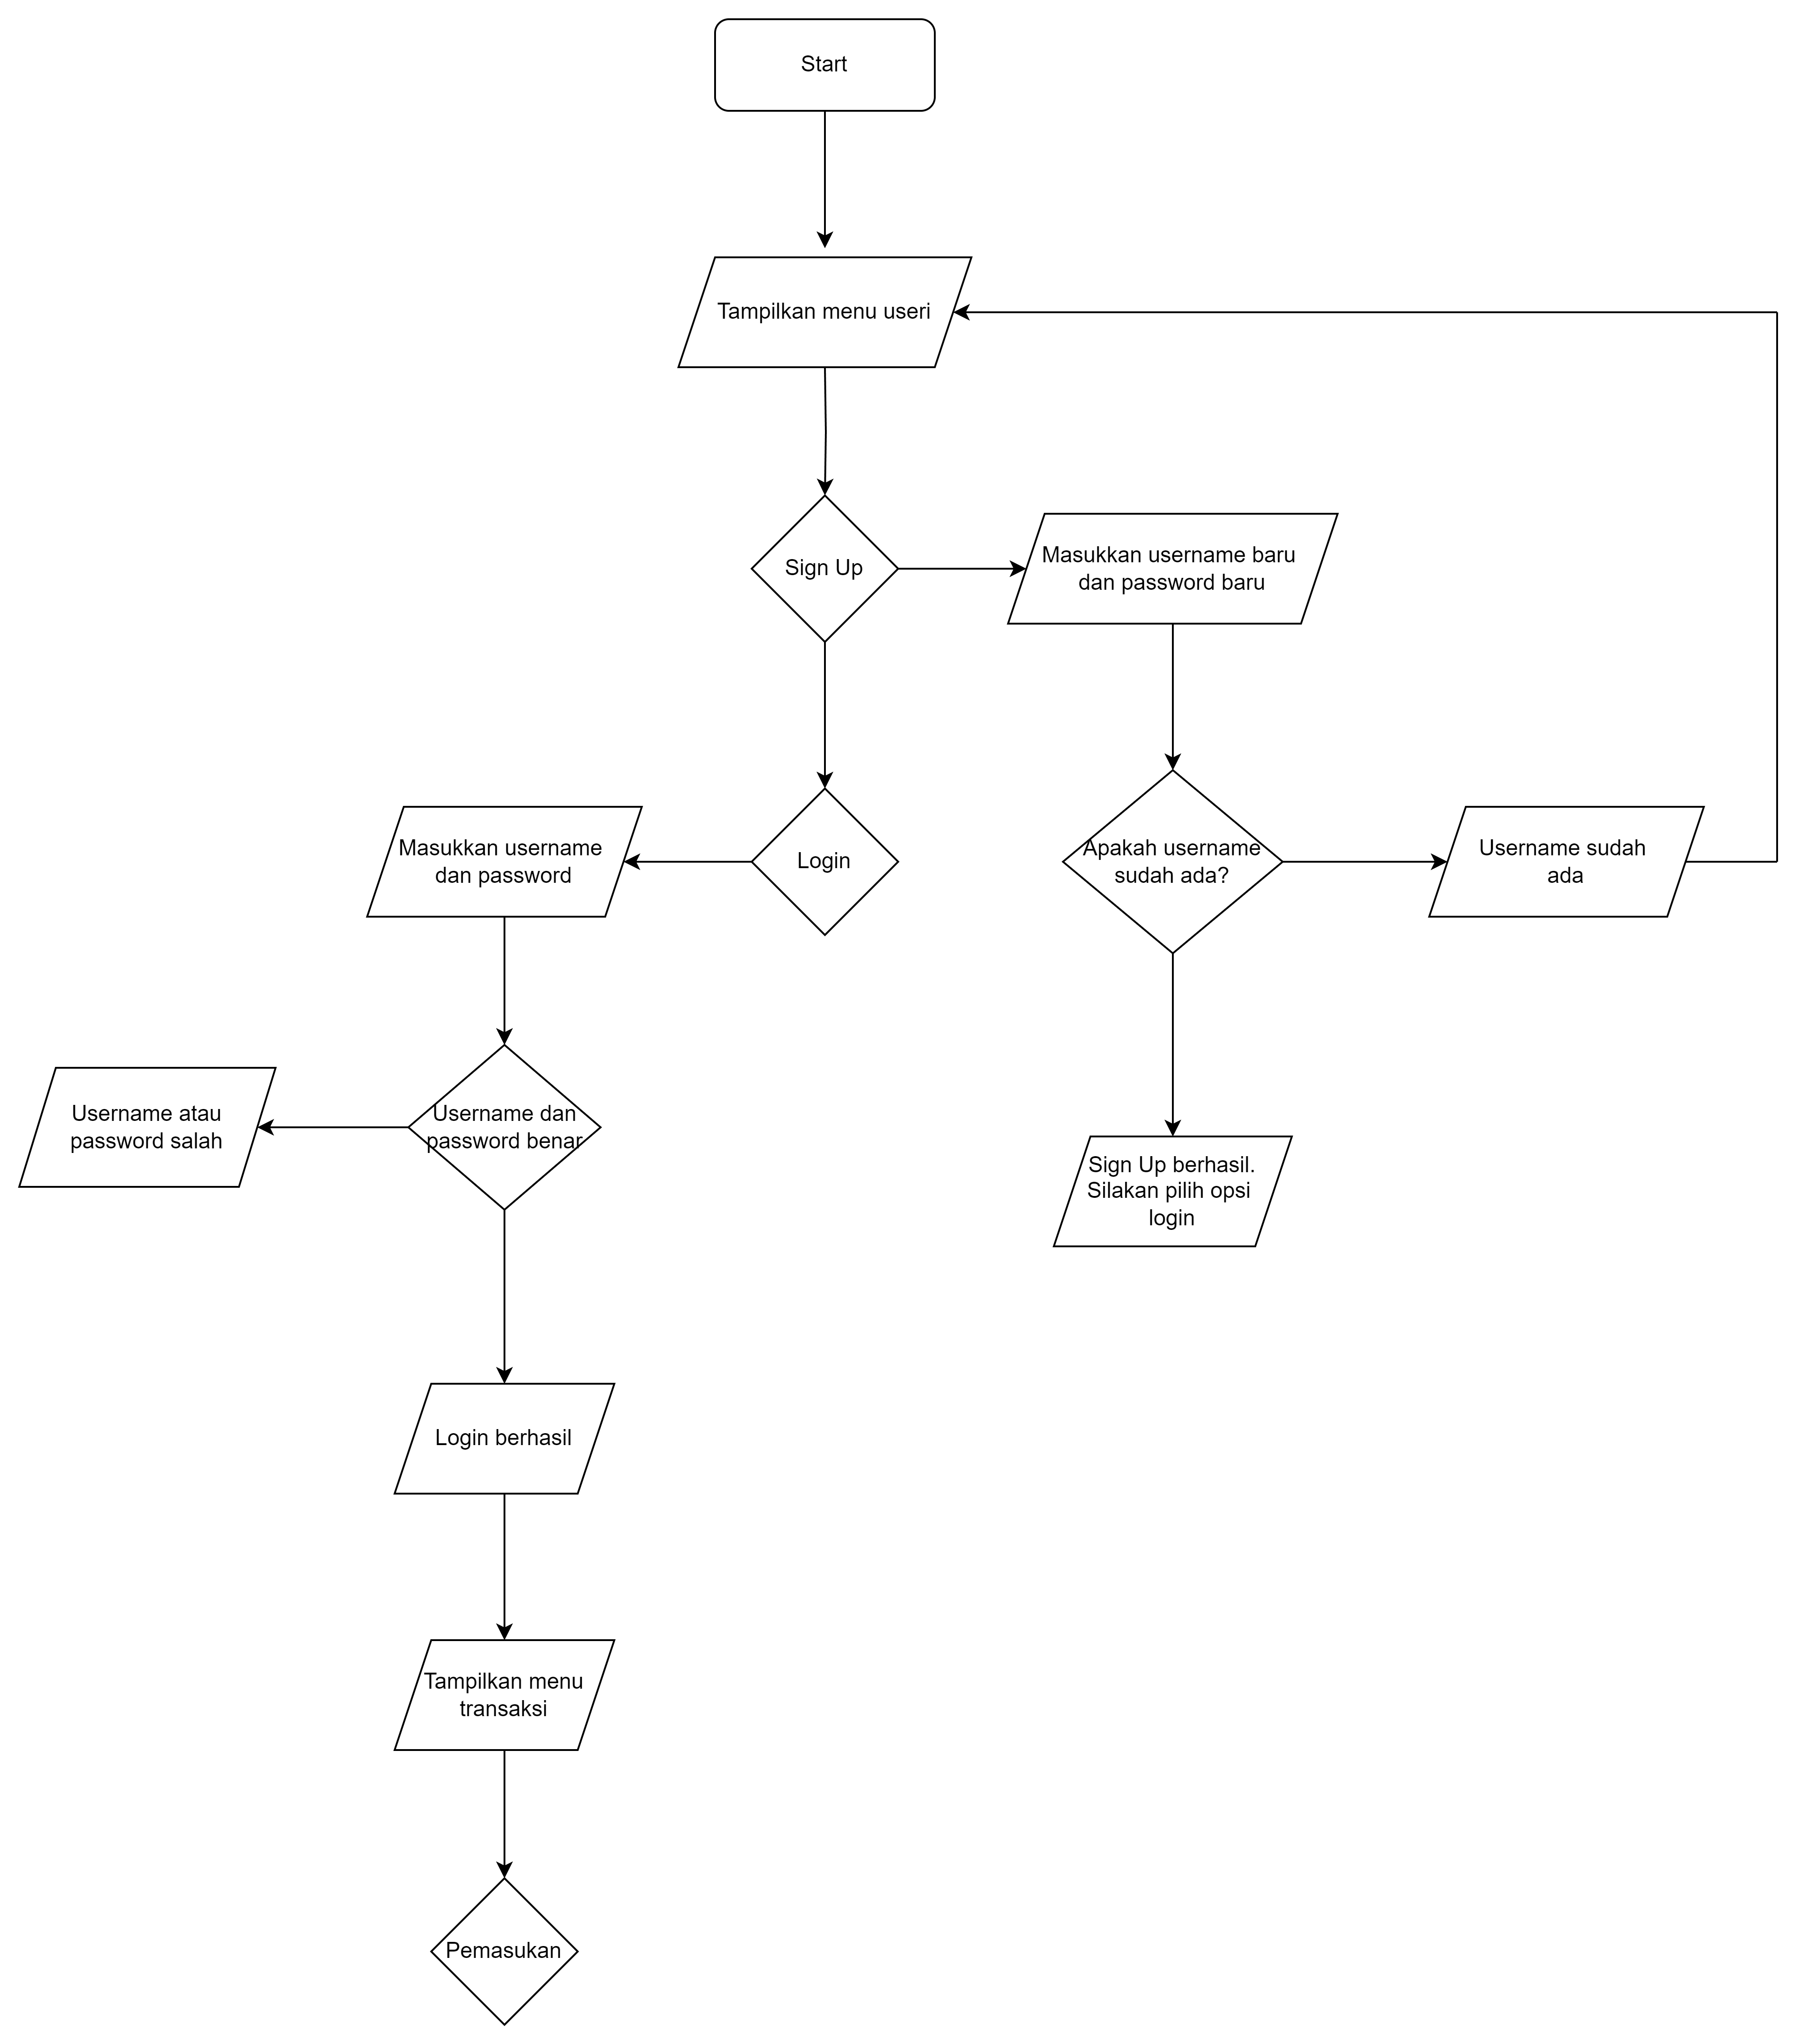 Start
Tampilkan menu useri
Sign Up
Masukkan username baru
dan password baru
Masukkan username
dan password
Login
Apakah username
sudah ada?
Username sudah
ada
Username atau
password salah
Username dan
password benar
Sign Up berhasil.
Silakan pilih opsi
login
Login berhasil
Tampilkan menu
transaksi
Pemasukan